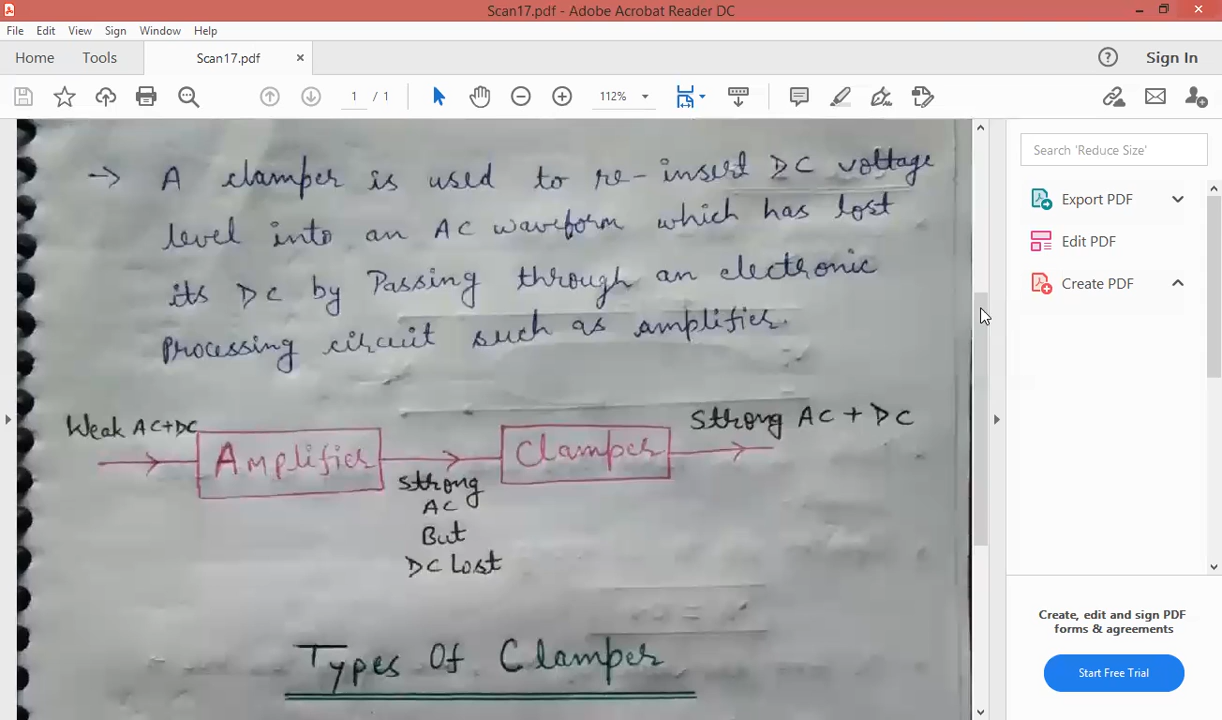 Scan17.pdf - Adobe Acrobat Reader DC
File Edit View Sign Window Help
Home Tools Scan17.pdf × Sign In
1 / 1 112%
Search 'Reduce Size'
→ A clamper is used to re-insert DC voltage
level into an AC waveform which has lost
its DC by Passing through an electronic
Processing circuit such as amplifier.
Export PDF
Edit PDF
Create PDF
Weak AC+DC
Amplifier
Strong
AC
But
DC Lost
Clamper
Strong AC + DC
Types Of Clamper
Create, edit and sign PDF
forms & agreements
Start Free Trial